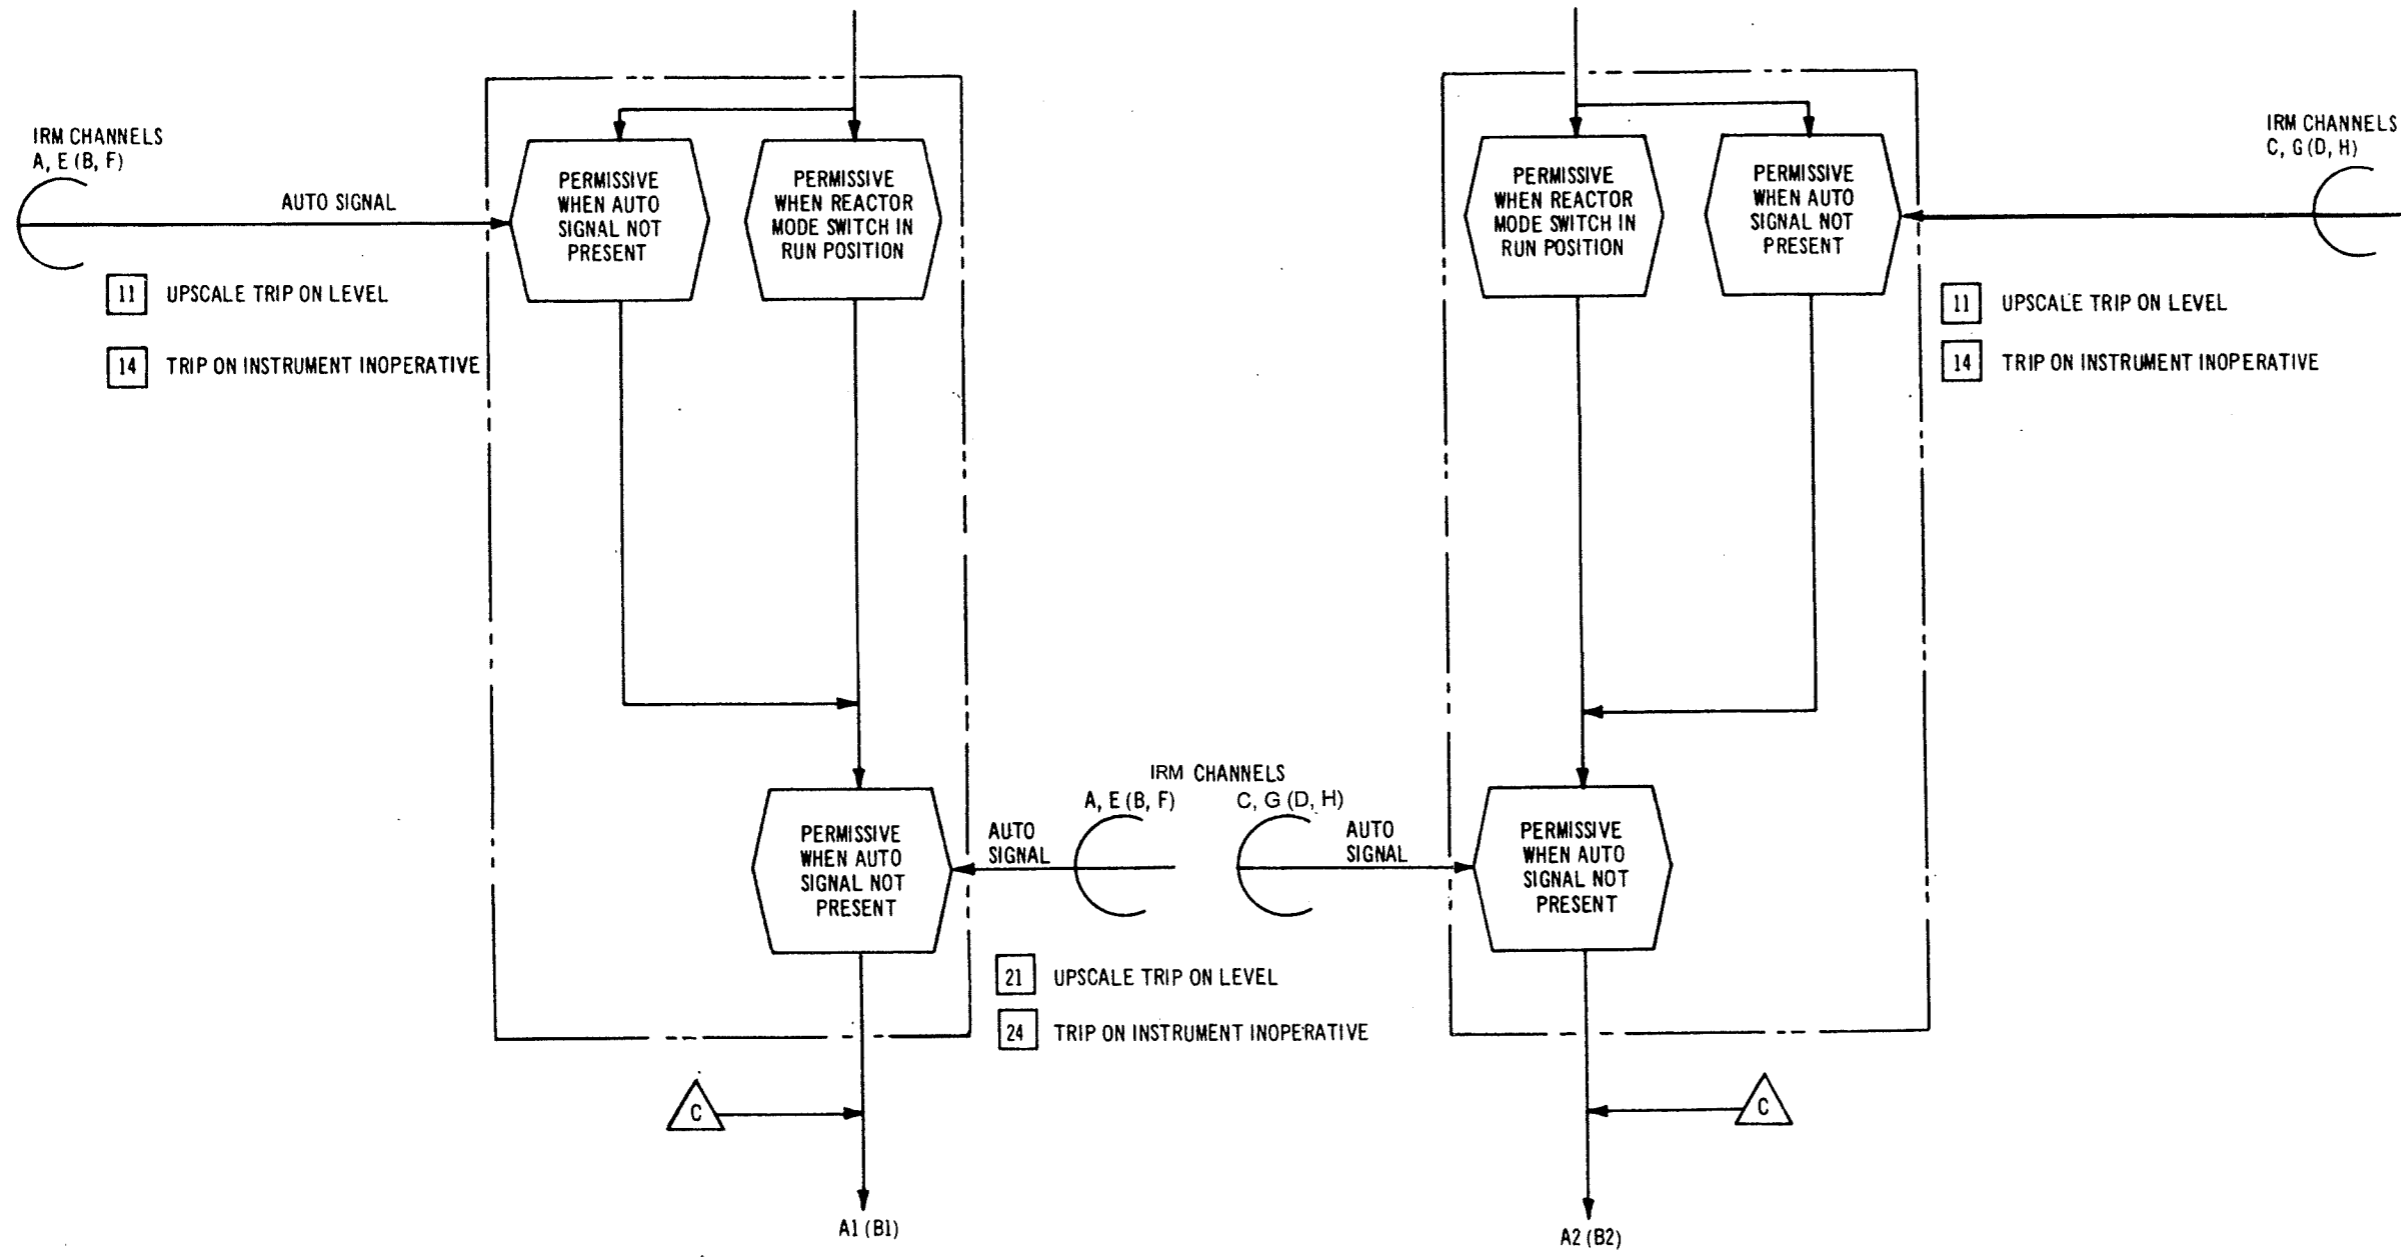 IRM CHANNELS
A, E (B, F)
AUTO SIGNAL
11 UPSCALE TRIP ON LEVEL
14 TRIP ON INSTRUMENT INOPERATIVE
PERMISSIVE
WHEN AUTO
SIGNAL NOT
PRESENT
PERMISSIVE
WHEN REACTOR
MODE SWITCH IN
RUN POSITION
PERMISSIVE
WHEN REACTOR
MODE SWITCH IN
RUN POSITION
PERMISSIVE
WHEN AUTO
SIGNAL NOT
PRESENT
IRM CHANNELS
C, G (D, H)
11 UPSCALE TRIP ON LEVEL
14 TRIP ON INSTRUMENT INOPERATIVE
PERMISSIVE
WHEN AUTO
SIGNAL NOT
PRESENT
IRM CHANNELS
A, E (B, F)
C, G (D, H)
AUTO
SIGNAL
AUTO
SIGNAL
PERMISSIVE
WHEN AUTO
SIGNAL NOT
PRESENT
21 UPSCALE TRIP ON LEVEL
24 TRIP ON INSTRUMENT INOPERATIVE
C
C
A1 (B1)
A2 (B2)